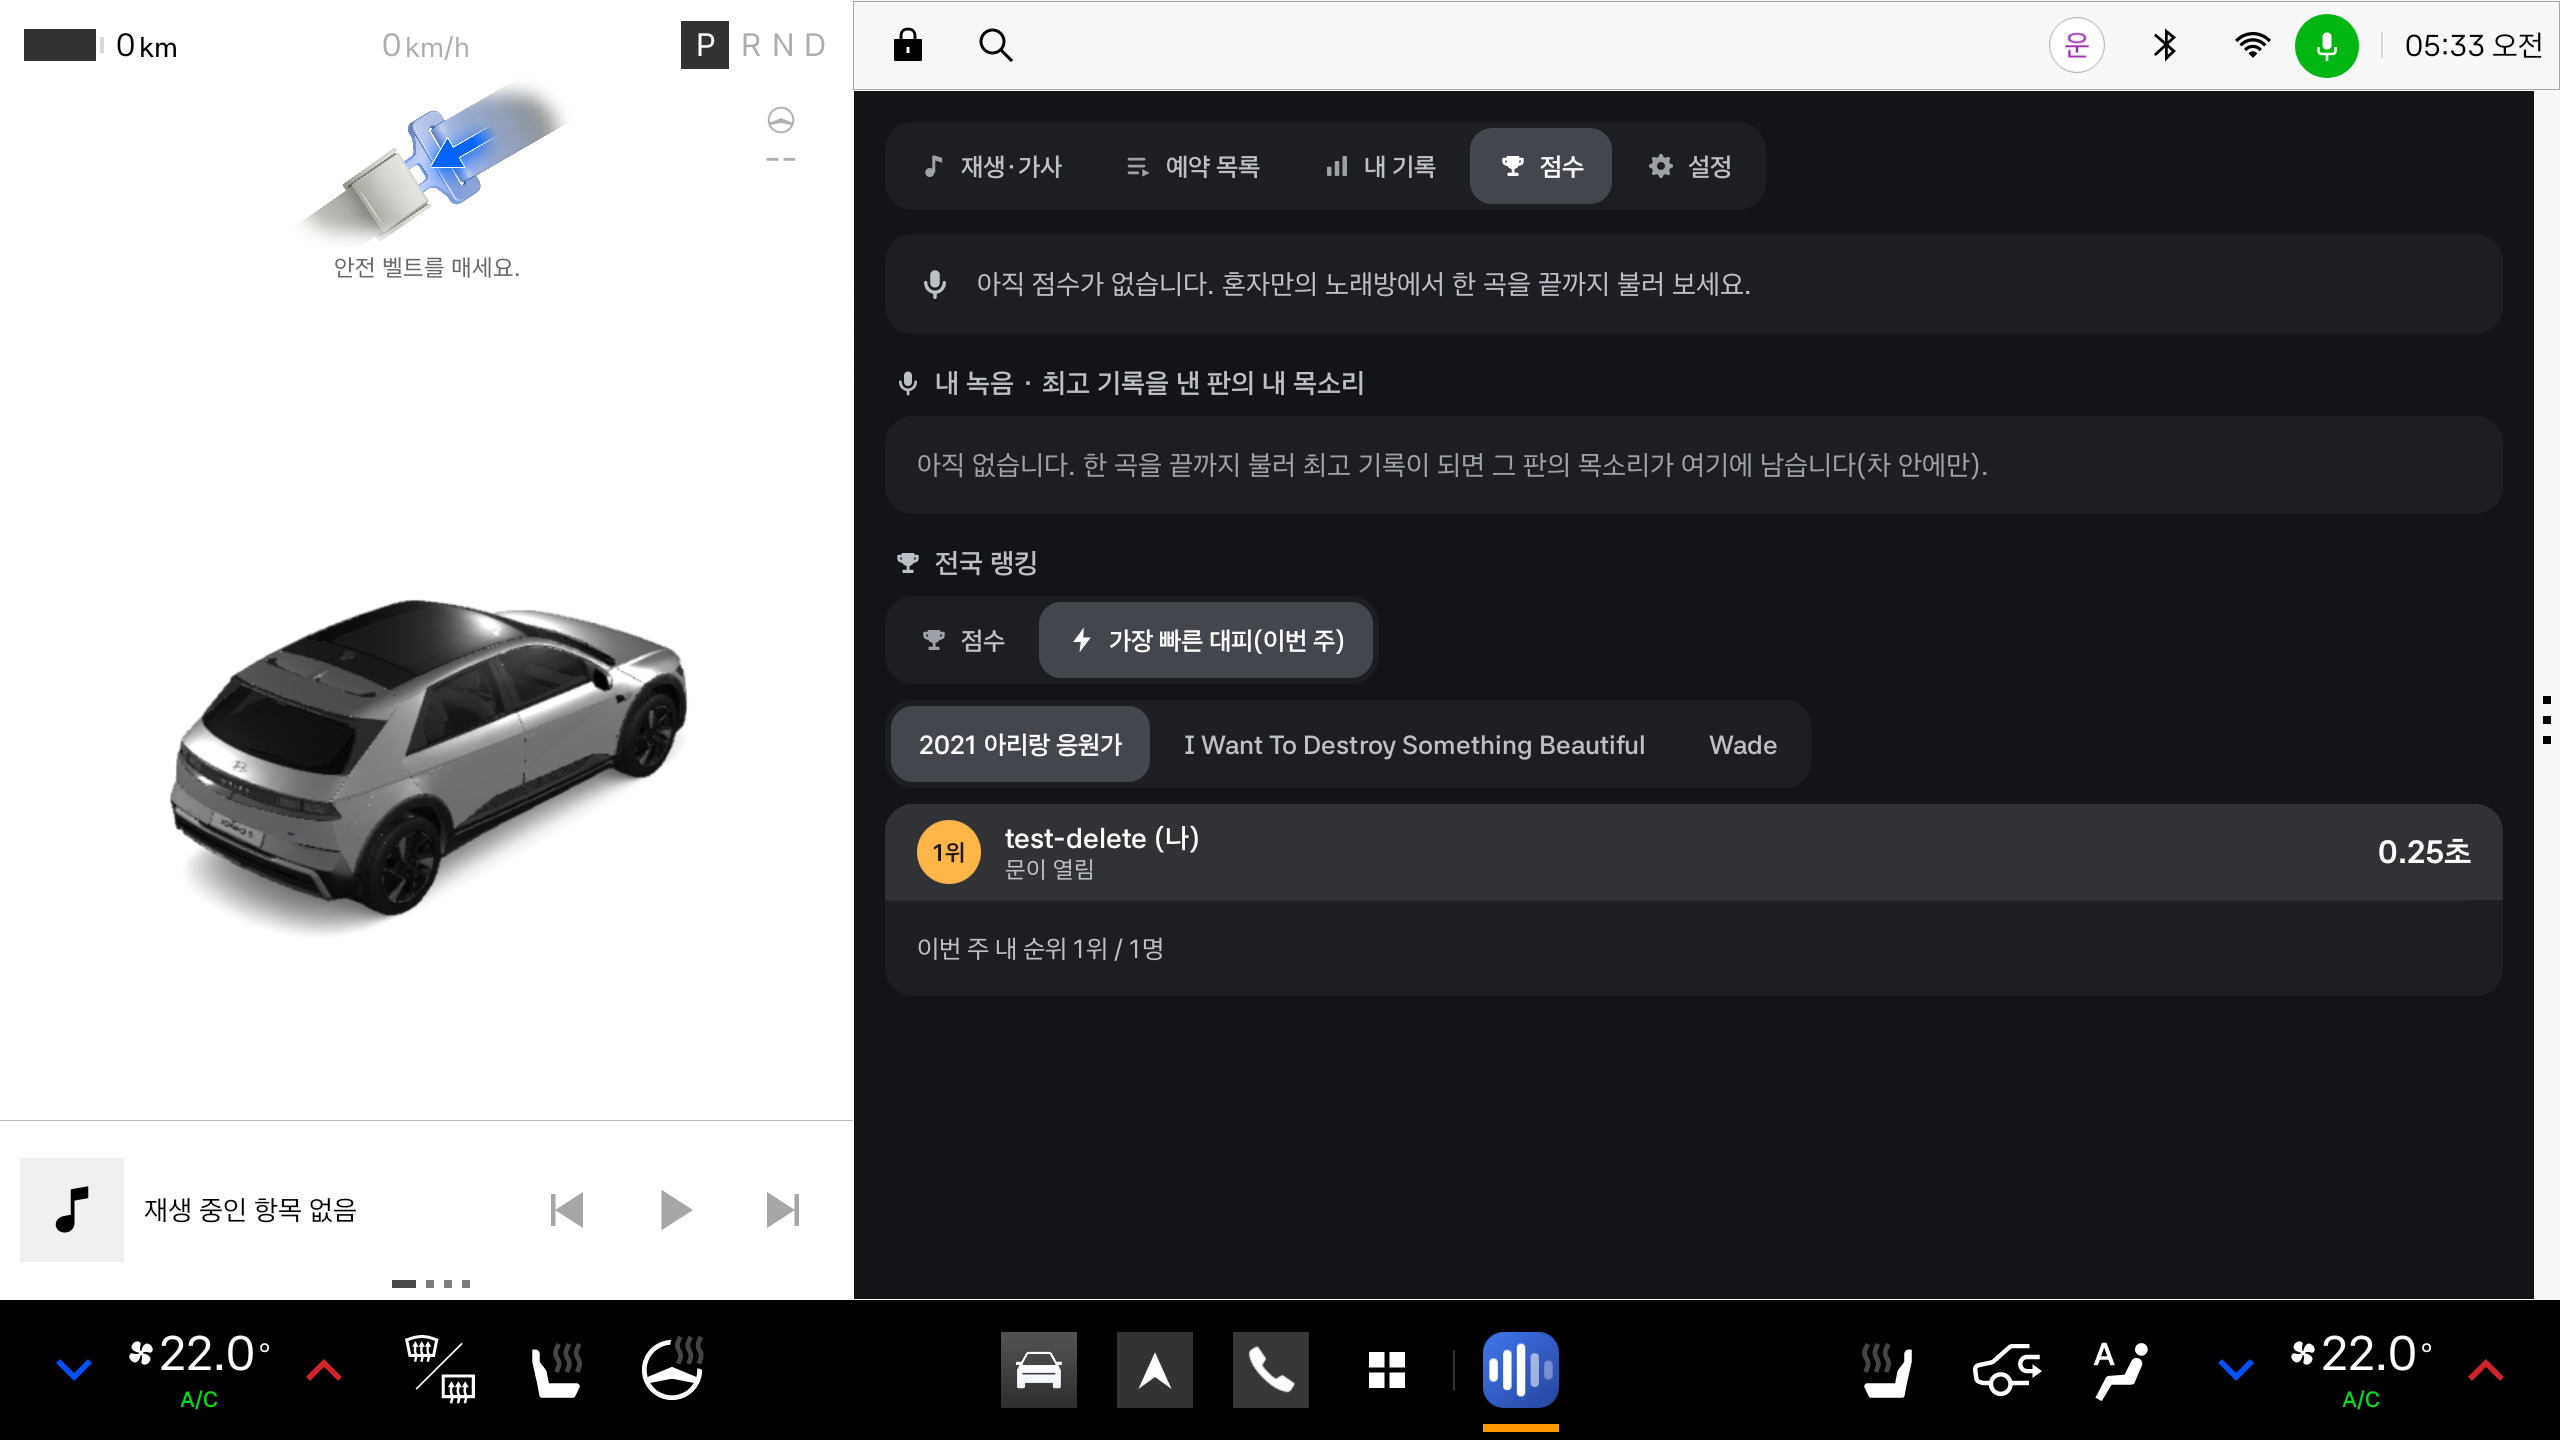 0 km
0 km/h
P R N D
운
05:33 오전
안전 벨트를 매세요.
재생·가사
예약 목록
내 기록
점수
설정
아직 점수가 없습니다. 혼자만의 노래방에서 한 곡을 끝까지 불러 보세요.
내 녹음 · 최고 기록을 낸 판의 내 목소리
아직 없습니다. 한 곡을 끝까지 불러 최고 기록이 되면 그 판의 목소리가 여기에 남습니다(차 안에만).
전국 랭킹
점수
가장 빠른 대피(이번 주)
2021 아리랑 응원가
I Want To Destroy Something Beautiful
Wade
1위
test-delete (나)
문이 열림
0.25초
이번 주 내 순위 1위 / 1명
재생 중인 항목 없음
22.0°
A/C
A
22.0°
A/C